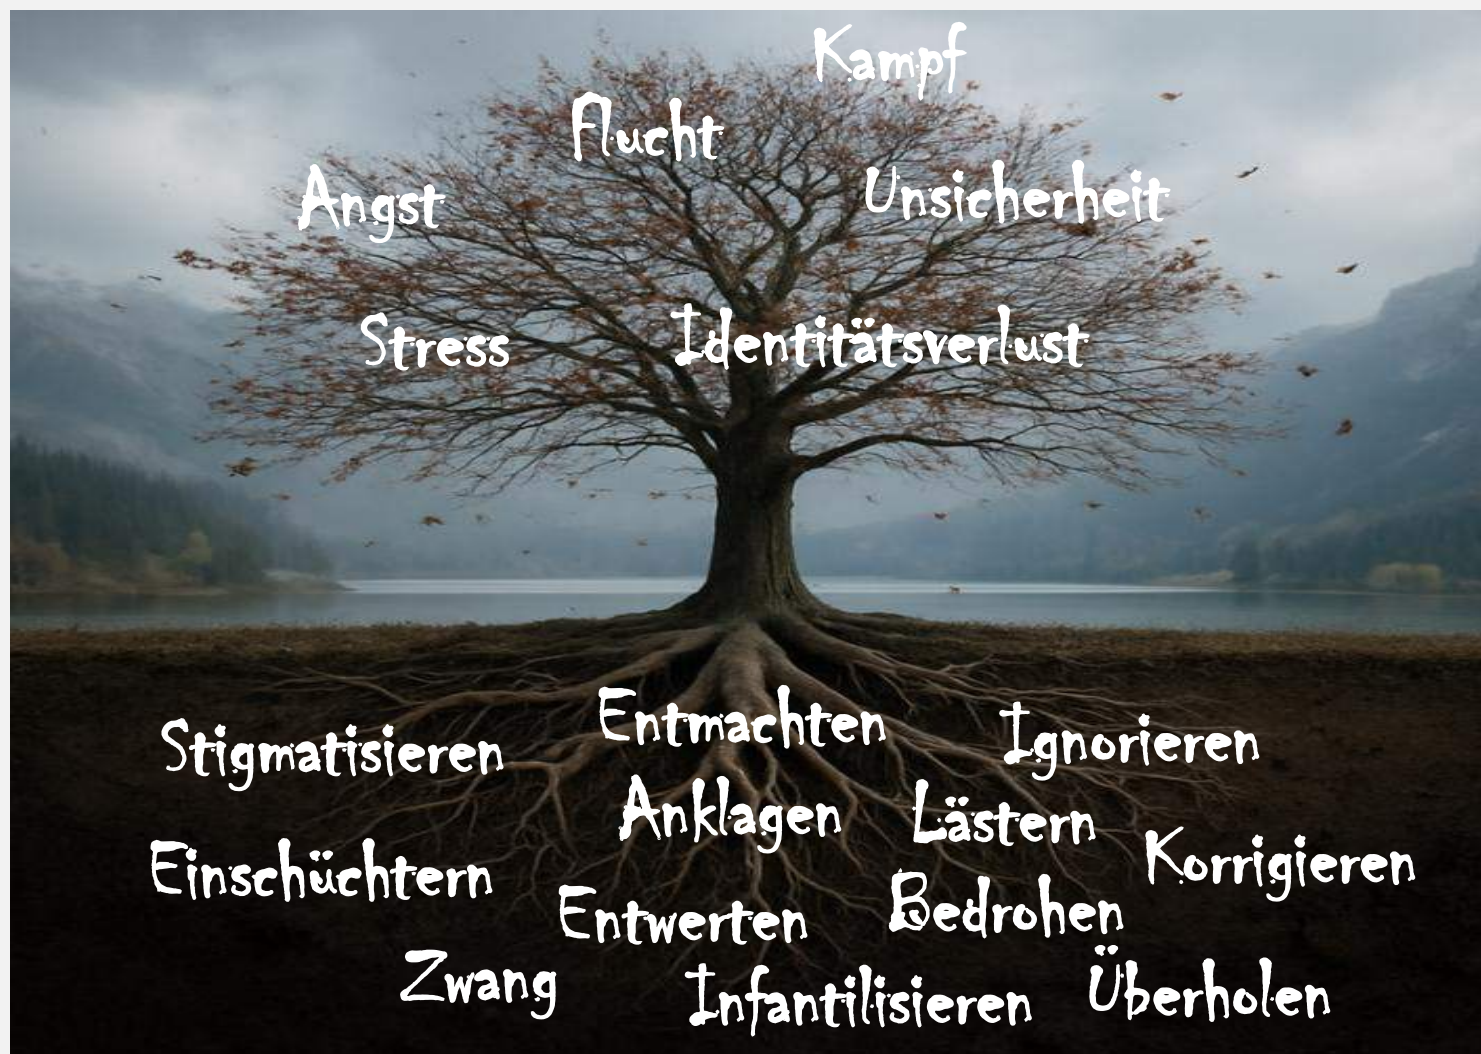 Kampf
Flucht
Angst
Unsicherheit
Stress
Identitätsverlust
Entmachten
Stigmatisieren
Ignorieren
Anklagen
Lästern
Korrigieren
Einschüchtern
Entwerten
Bedrohen
Zwang
Infantilisieren
Überholen